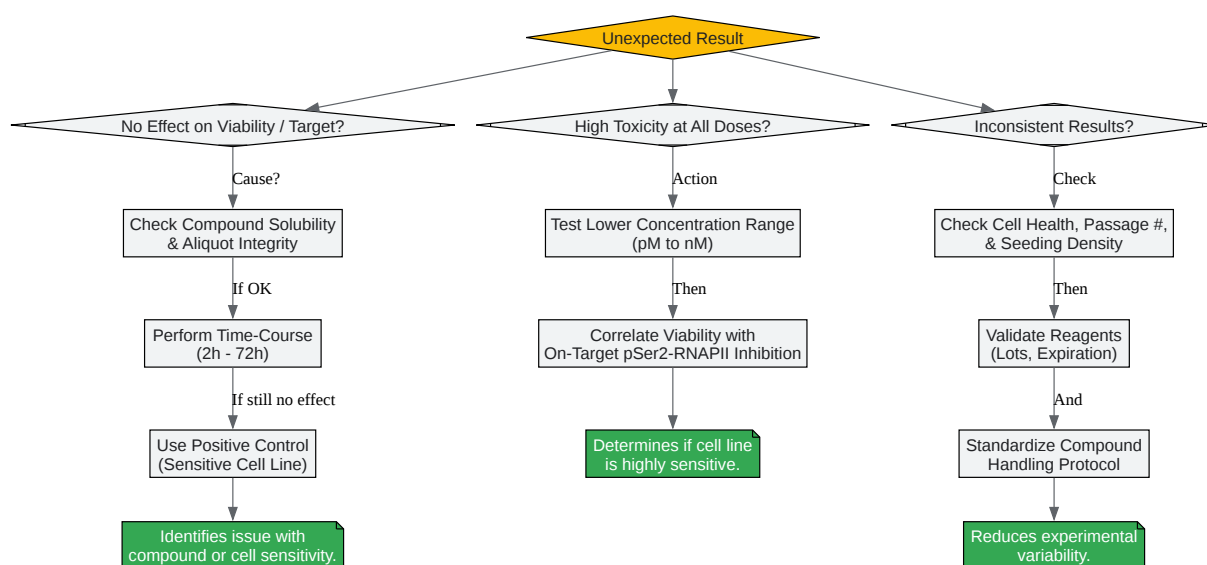 Unexpected Result
No Effect on Viability / Target?
High Toxicity at All Doses?
Inconsistent Results?
Cause?
Action
Check
Check Compound Solubility
& Aliquot Integrity
Test Lower Concentration Range
(pM to nM)
Check Cell Health, Passage #,
& Seeding Density
If OK
Then
Then
Perform Time-Course
(2h - 72h)
Correlate Viability with
On-Target pSer2-RNAPII Inhibition
Validate Reagents
(Lots, Expiration)
If still no effect
And
Use Positive Control
(Sensitive Cell Line)
Determines if cell line
is highly sensitive.
Standardize Compound
Handling Protocol
Identifies issue with
compound or cell sensitivity.
Reduces experimental
variability.